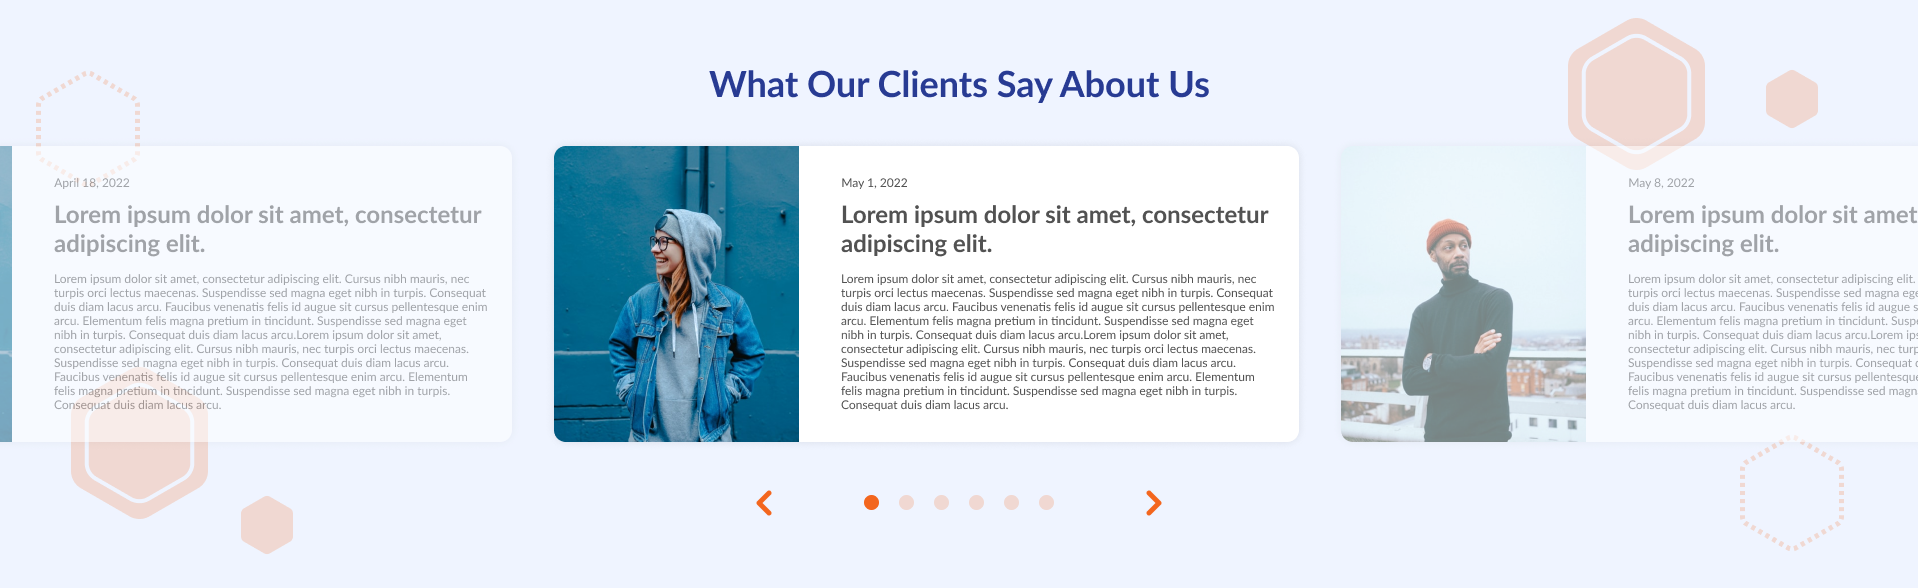 What Our Clients Say About Us
April 18, 2022
Lorem ipsum dolor sit amet, consectetur
adipiscing elit.
Lorem ipsum dolor sit amet, consectetur adipiscing elit. Cursus nibh mauris, nec
turpis orci lectus maecenas. Suspendisse sed magna eget nibh in turpis. Consequat
duis diam lacus arcu. Faucibus venenatis felis id augue sit cursus pellentesque enim
arcu. Elementum felis magna pretium in tincidunt. Suspendisse sed magna eget
nibh in turpis. Consequat duis diam lacus arcu.Lorem ipsum dolor sit amet,
consectetur adipiscing elit. Cursus nibh mauris, nec turpis orci lectus maecenas.
Suspendisse sed magna eget nibh in turpis. Consequat duis diam lacus arcu.
Faucibus venenatis felis id augue sit cursus pellentesque enim arcu. Elementum
felis magna pretium in tincidunt. Suspendisse sed magna eget nibh in turpis.
Consequat duis diam lacus arcu.
May 1, 2022
Lorem ipsum dolor sit amet, consectetur
adipiscing elit.
Lorem ipsum dolor sit amet, consectetur adipiscing elit. Cursus nibh mauris, nec
turpis orci lectus maecenas. Suspendisse sed magna eget nibh in turpis. Consequat
duis diam lacus arcu. Faucibus venenatis felis id augue sit cursus pellentesque enim
arcu. Elementum felis magna pretium in tincidunt. Suspendisse sed magna eget
nibh in turpis. Consequat duis diam lacus arcu.Lorem ipsum dolor sit amet,
consectetur adipiscing elit. Cursus nibh mauris, nec turpis orci lectus maecenas.
Suspendisse sed magna eget nibh in turpis. Consequat duis diam lacus arcu.
Faucibus venenatis felis id augue sit cursus pellentesque enim arcu. Elementum
felis magna pretium in tincidunt. Suspendisse sed magna eget nibh in turpis.
Consequat duis diam lacus arcu.
May 8, 2022
Lorem ipsum dolor sit amet
adipiscing elit.
Lorem ipsum dolor sit amet, consectetur adipiscing elit.
turpis orci lectus maecenas. Suspendisse sed magna
duis diam lacus arcu. Faucibus venenatis felis id augue s
arcu. Elementum felis magna pretium in tincidunt.
nibh in turpis. Consequat duis diam lacus arcu.Lorem
consectetur adipiscing elit. Cursus nibh mauris, nec
Suspendisse sed magna eget nibh in turpis. Consequat
Faucibus venenatis felis id augue sit cursus pellentesque
felis magna pretium in tincidunt. Suspendisse sed
Consequat duis diam lacus arcu.